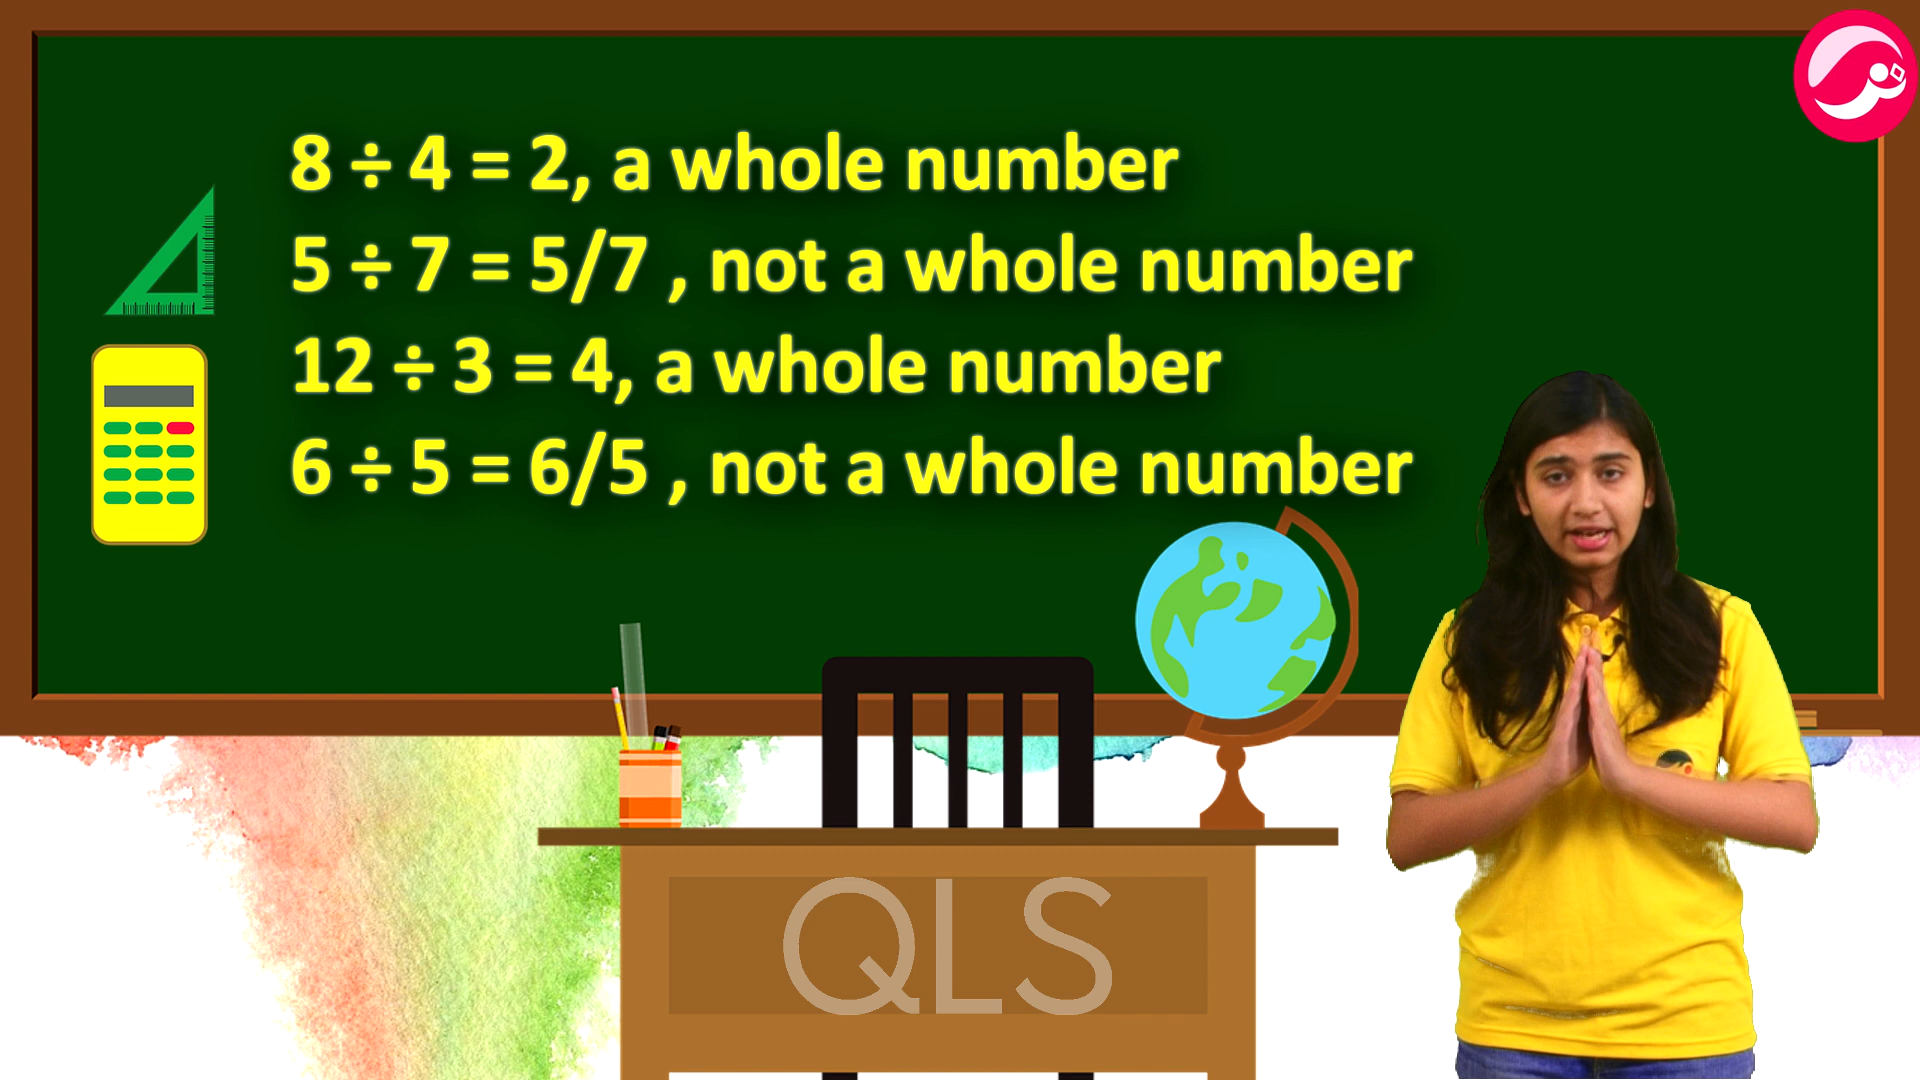 8 ÷ 4 = 2, a whole number
5 ÷ 7 = 5/7 , not a whole number
12 ÷ 3 = 4, a whole number
6 ÷ 5 = 6/5 , not a whole number
QLS